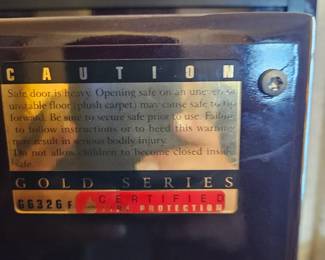 CAUTION
Safe door is heavy. Opening safe on an uneven or
unstable floor (plush carpet) may cause safe to tip
forward. Be sure to secure safe prior to use. Failure
to follow instructions or to heed this warning
may result in serious bodily injury.
Do not allow children to become closed inside
safe.
GOLD SERIES
G6326F CERTIFIED
FIRE PROTECTION